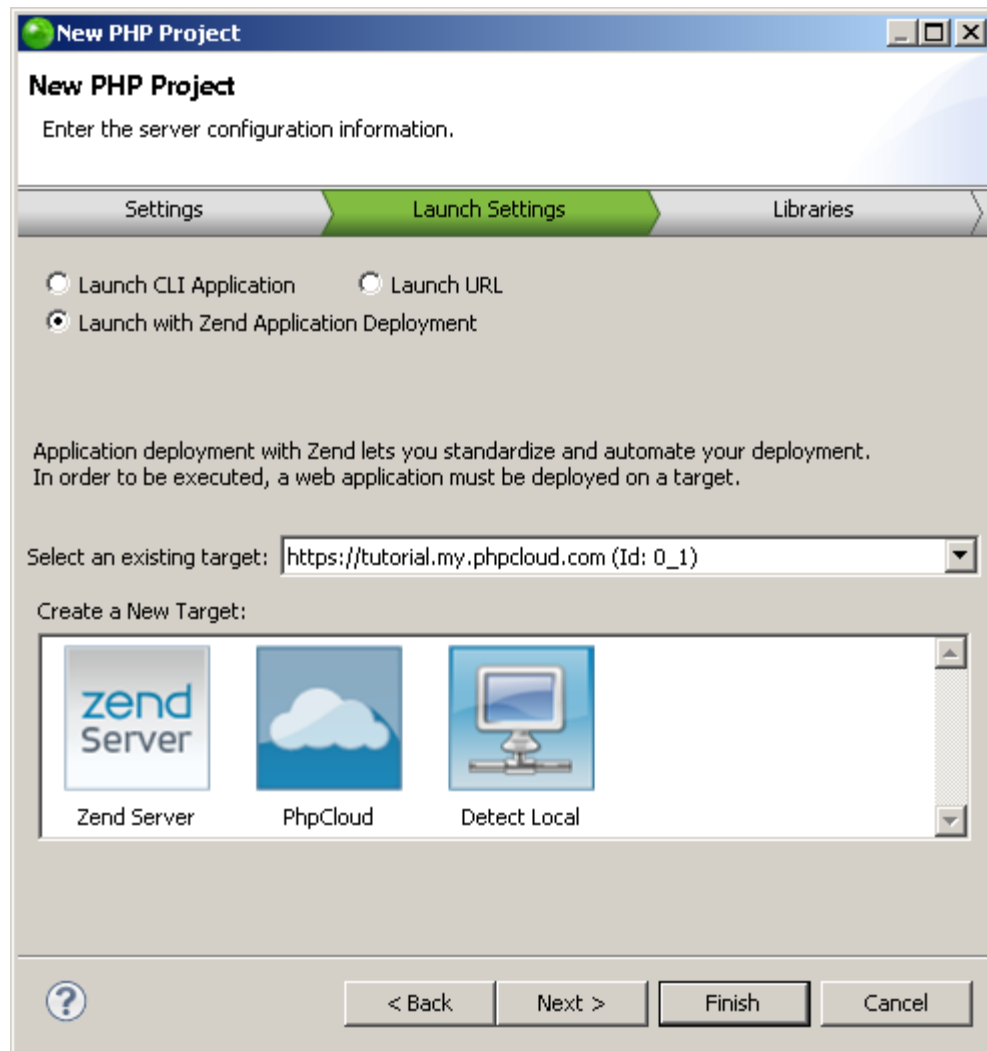 New PHP Project
New PHP Project
Enter the server configuration information.
Settings Launch Settings Libraries
Launch CLI Application Launch URL
Launch with Zend Application Deployment
Application deployment with Zend lets you standardize and automate your deployment.
In order to be executed, a web application must be deployed on a target.
Select an existing target: https://tutorial.my.phpcloud.com (Id: 0_1)
Create a New Target:
zend
Server
Zend Server PhpCloud Detect Local
? < Back Next > Finish Cancel